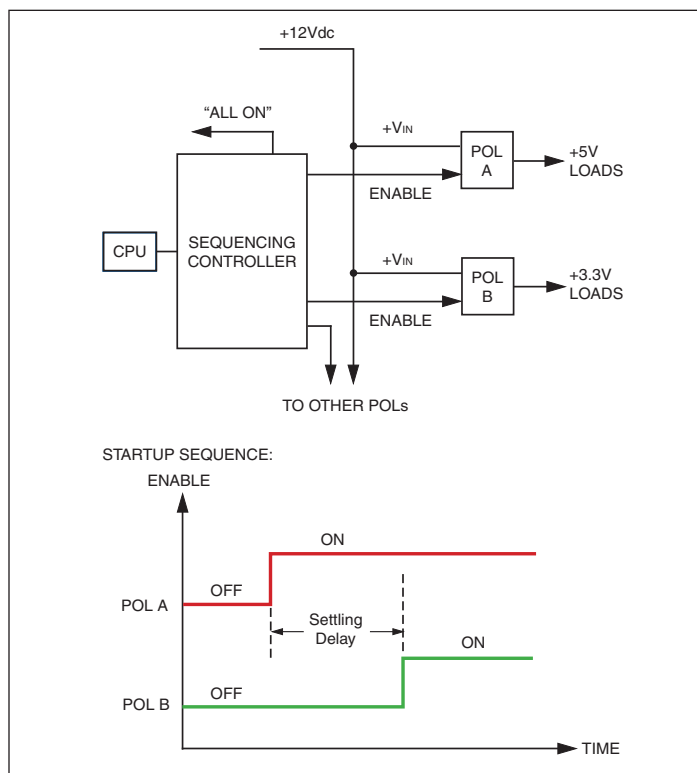 +12Vdc
"ALL ON"
+VIN
POL
A
+5V
LOADS
ENABLE
CPU
SEQUENCING
CONTROLLER
+VIN
POL
B
+3.3V
LOADS
ENABLE
TO OTHER POLs
STARTUP SEQUENCE:
ENABLE
ON
OFF
POL A
Settling
Delay
ON
OFF
POL B
TIME